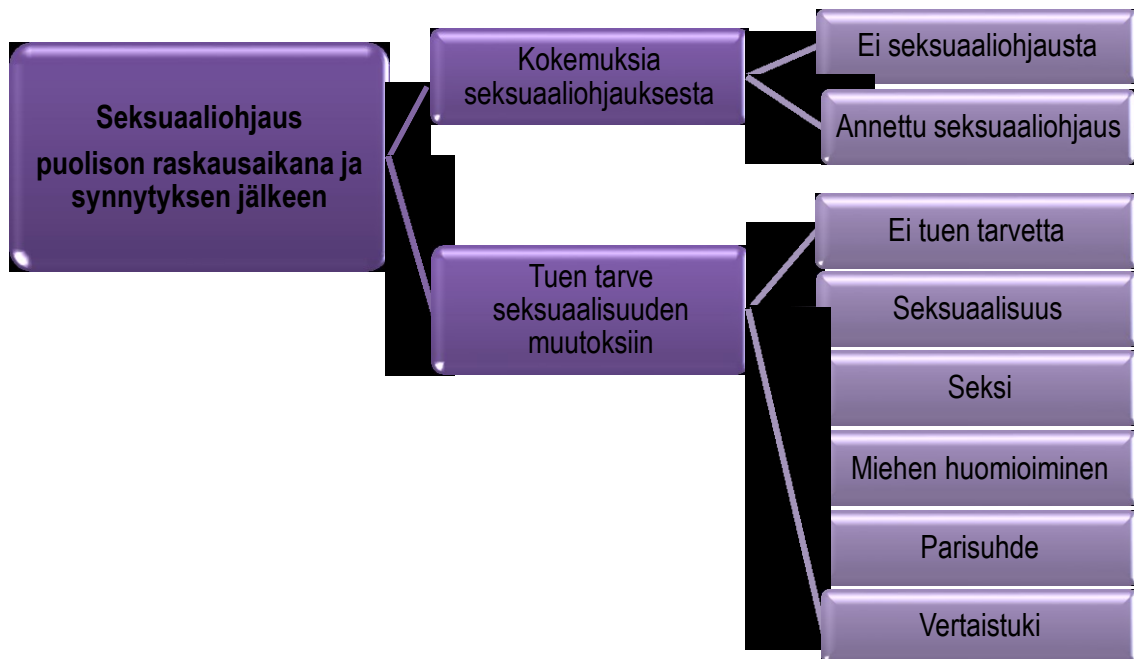 Seksuaaliohjaus
puolison raskausaikana ja
synnytyksen jälkeen
Kokemuksia
seksuaaliohjauksesta
Ei seksuaaliohjausta
Annettu seksuaaliohjaus
Tuen tarve
seksuaalisuuden
muutoksiin
Ei tuen tarvetta
Seksuaalisuus
Seksi
Miehen huomioiminen
Parisuhde
Vertaistuki